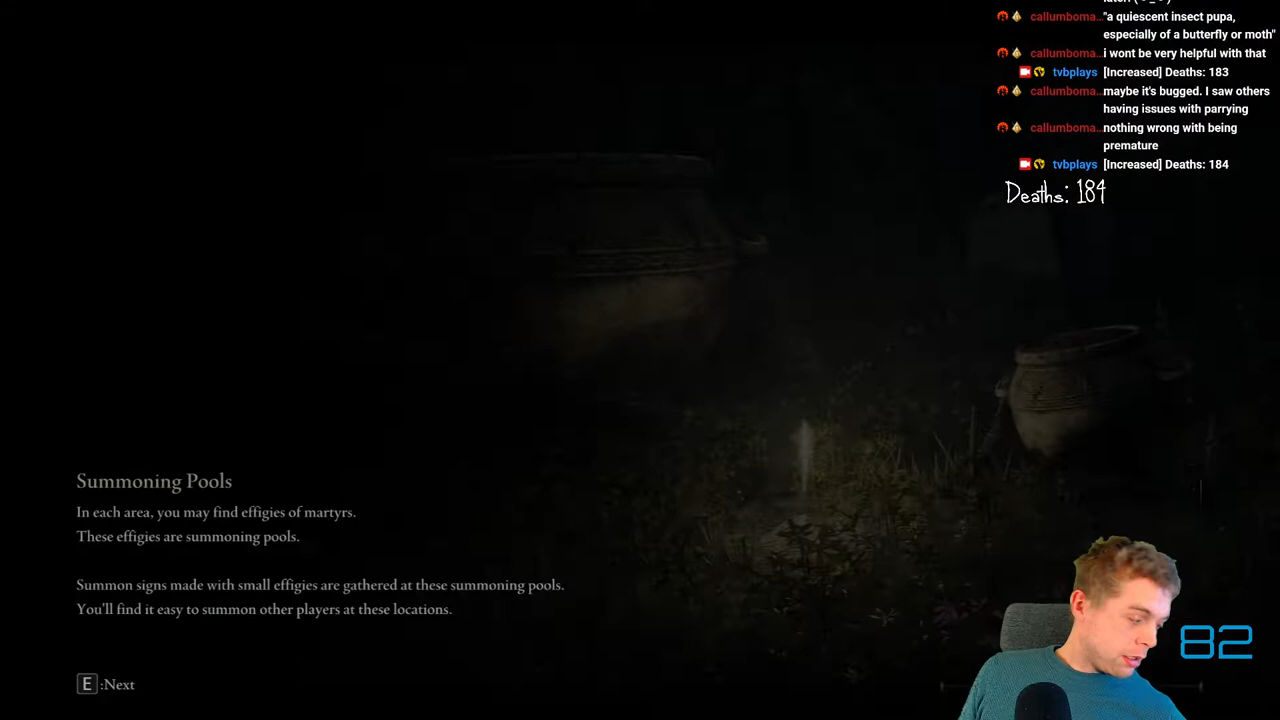 callumboma... "a quiescent insect pupa,
especially of a butterfly or moth"
callumboma... i wont be very helpful with that
tvbplays [Increased] Deaths: 183
callumboma... maybe it's bugged. I saw others
having issues with parrying
callumboma... nothing wrong with being
premature
tvbplays [Increased] Deaths: 184
Deaths: 184
Summoning Pools
In each area, you may find effigies of martyrs.
These effigies are summoning pools.
Summon signs made with small effigies are gathered at these summoning pools.
You'll find it easy to summon other players at these locations.
82
E :Next